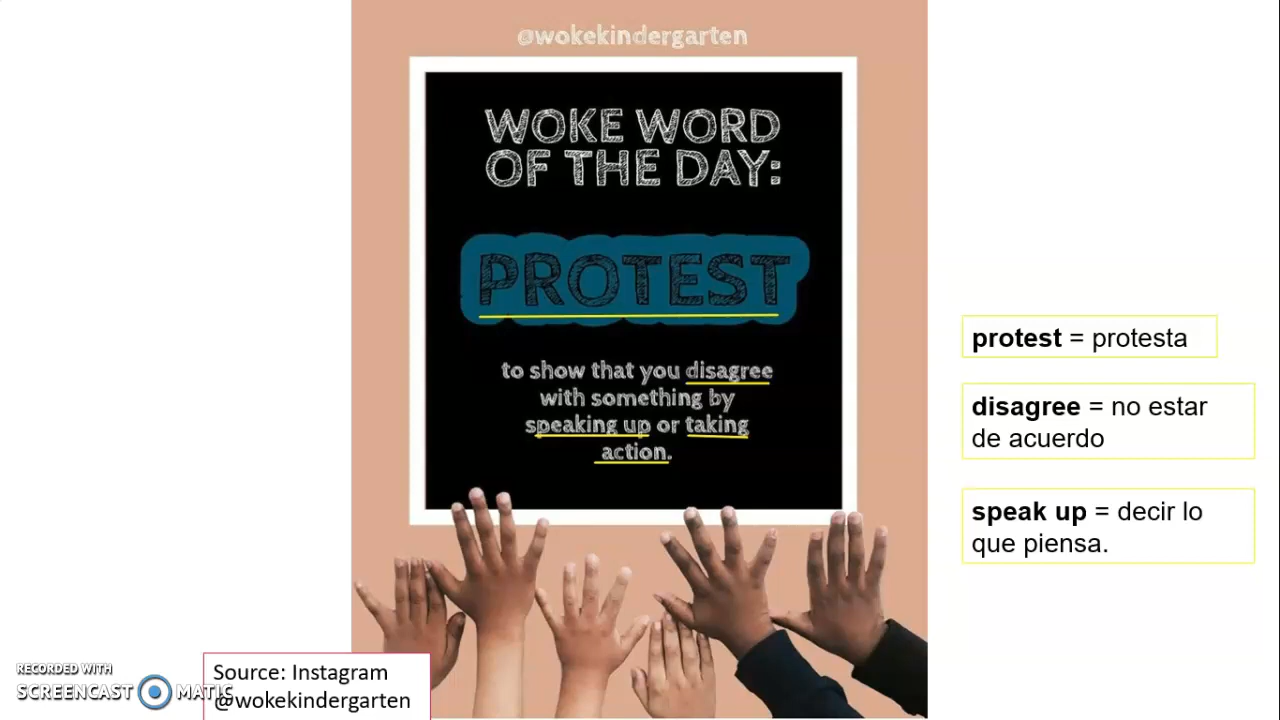 @wokekindergarten
WOKE WORD
OF THE DAY:
PROTEST
to show that you disagree
with something by
speaking up or taking
action.
protest = protesta
disagree = no estar
de acuerdo
speak up = decir lo
que piensa.
RECORDED WITH
SCREENCAST MATIC
Source: Instagram
@wokekindergarten